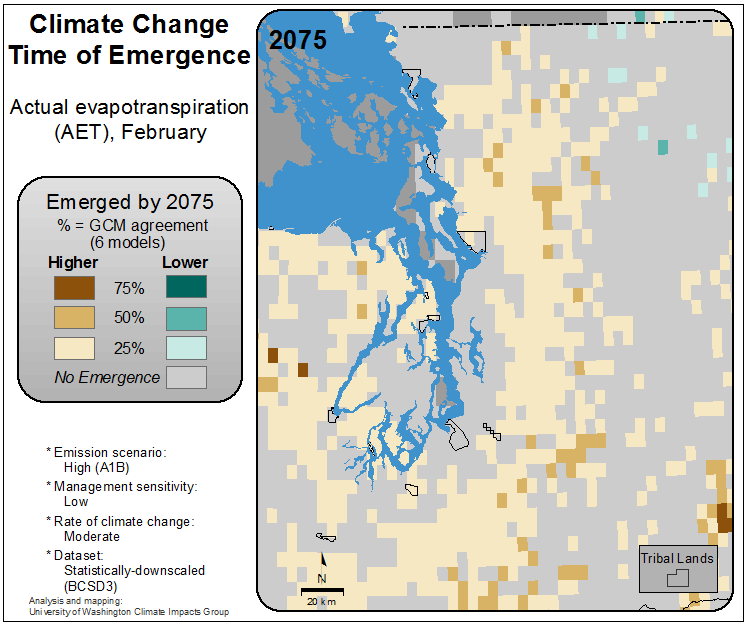 Climate Change
Time of Emergence
Actual evapotranspiration
(AET), February
Emerged by 2075
% = GCM agreement
(6 models)
Higher Lower
75%
50%
25%
No Emergence
* Emission scenario:
High (A1B)
* Management sensitivity:
Low
* Rate of climate change:
Moderate
* Dataset:
Statistically-downscaled
(BCSD3)
Analysis and mapping:
University of Washington Climate Impacts Group
2075
N
20 km
Tribal Lands